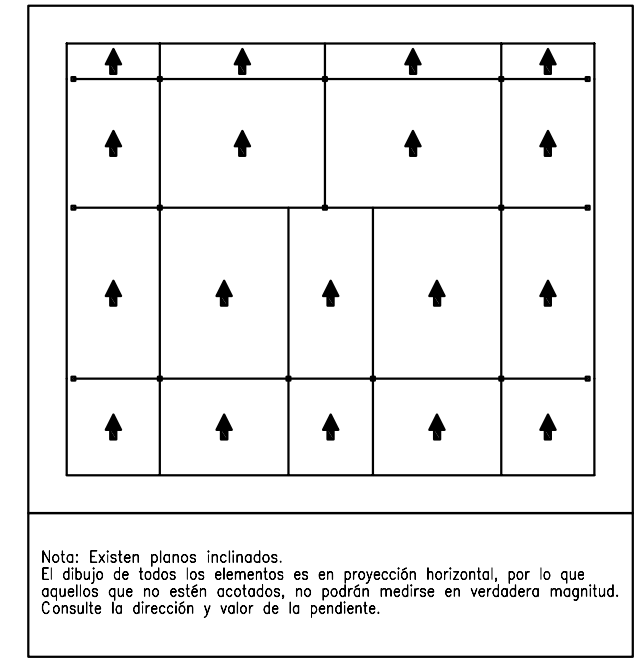 Nota: Existen planos inclinados.
El dibujo de todos los elementos es en proyección horizontal, por lo que
aquellos que no estén acotados, no podrán medirse en verdadera magnitud.
Consulte la dirección y valor de la pendiente.